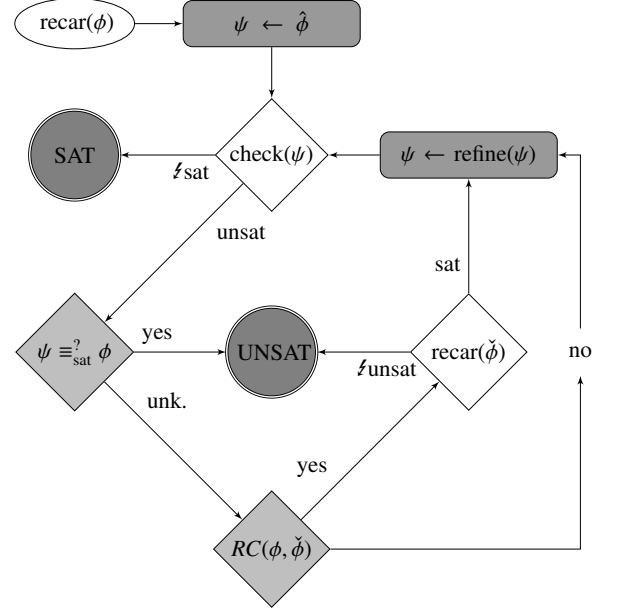 recar(ϕ)
ψ ← ϕ̂
SAT
check(ψ)
ψ ← refine(ψ)
↯sat
unsat
sat
ψ ≡?sat ϕ
yes
UNSAT
↯unsat
recar(ϕ̌)
no
unk.
yes
RC(ϕ, ϕ̌)